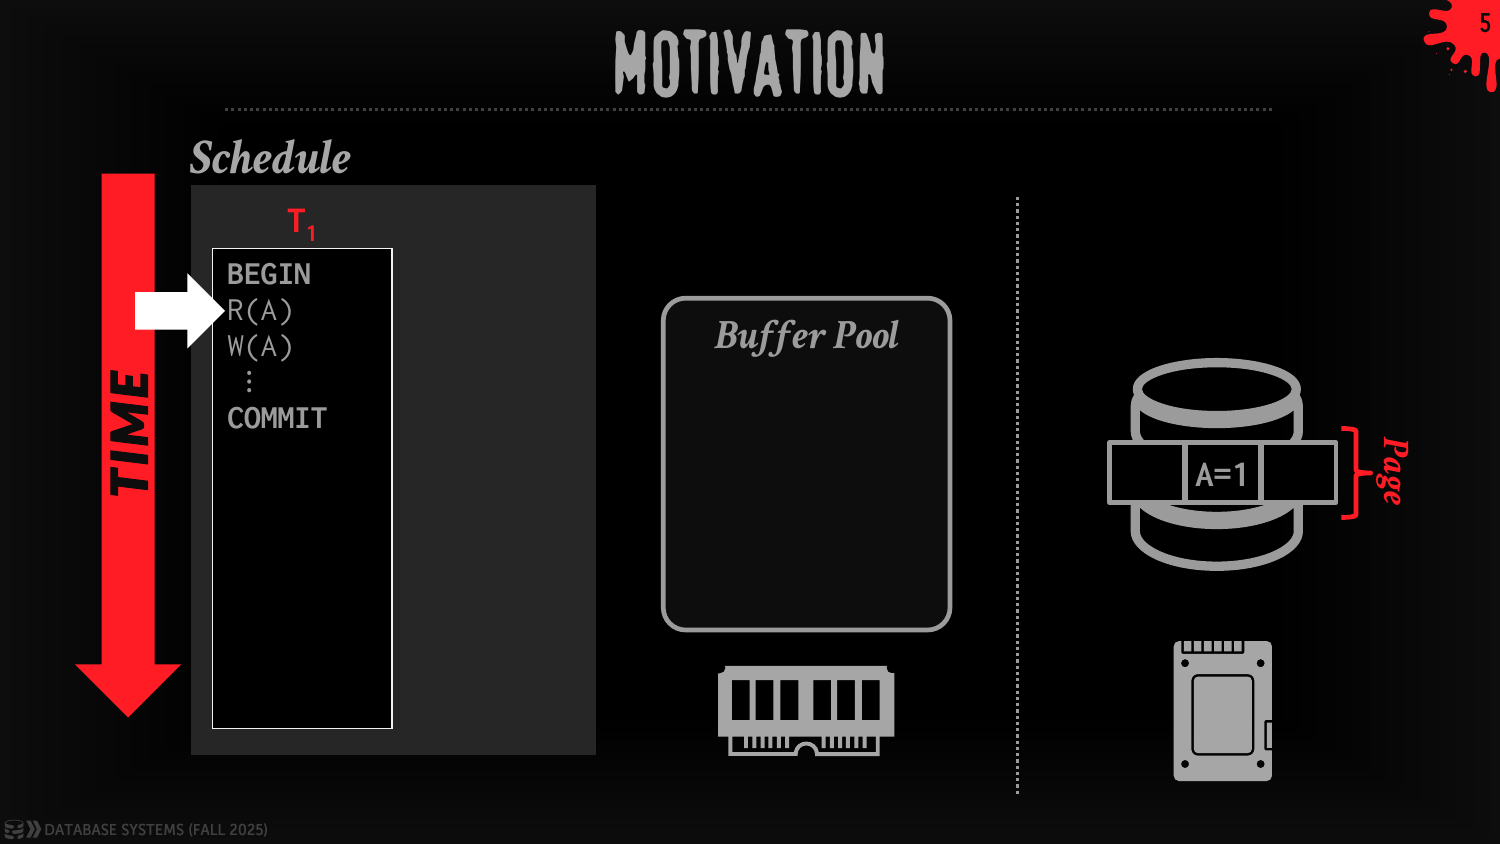 5
MOTIVATION
Schedule
T1
BEGIN
R(A)
W(A)
⋮
COMMIT
TIME
Buffer Pool
A=1
Page
DATABASE SYSTEMS (FALL 2025)